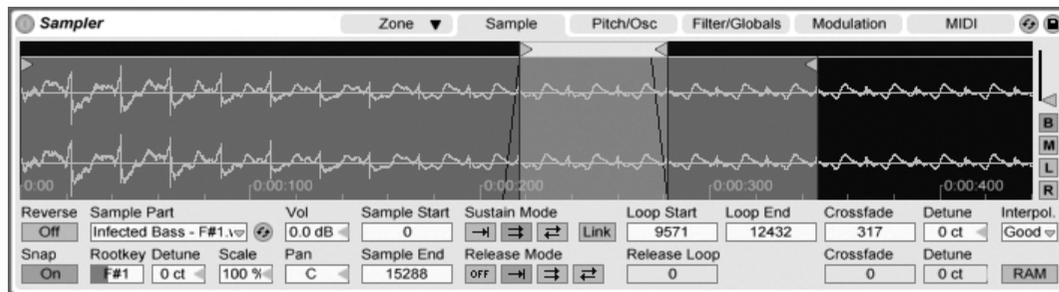 Sampler Zone Sample Pitch/Osc Filter/Globals Modulation MIDI
B
M
L
R
0:00 0:00:100 0:00:200 0:00:300 0:00:400
Reverse Sample Part Vol Sample Start Sustain Mode Loop Start Loop End Crossfade Detune Interpol.
Off Infected Bass - F#1. 0.0 dB 0 Link 9571 12432 317 0 ct Good
Snap Rootkey Detune Scale Pan Sample End Release Mode Release Loop Crossfade Detune
On F#1 0 ct 100 % C 15288 OFF 0 0 0 ct RAM